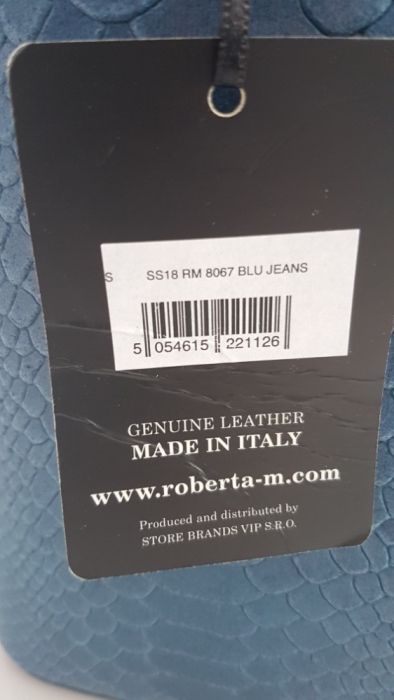 S SS18 RM 8067 BLU JEANS
5 054615 221126
GENUINE LEATHER
MADE IN ITALY
www.roberta-m.com
Produced and distributed by
STORE BRANDS VIP S.R.O.